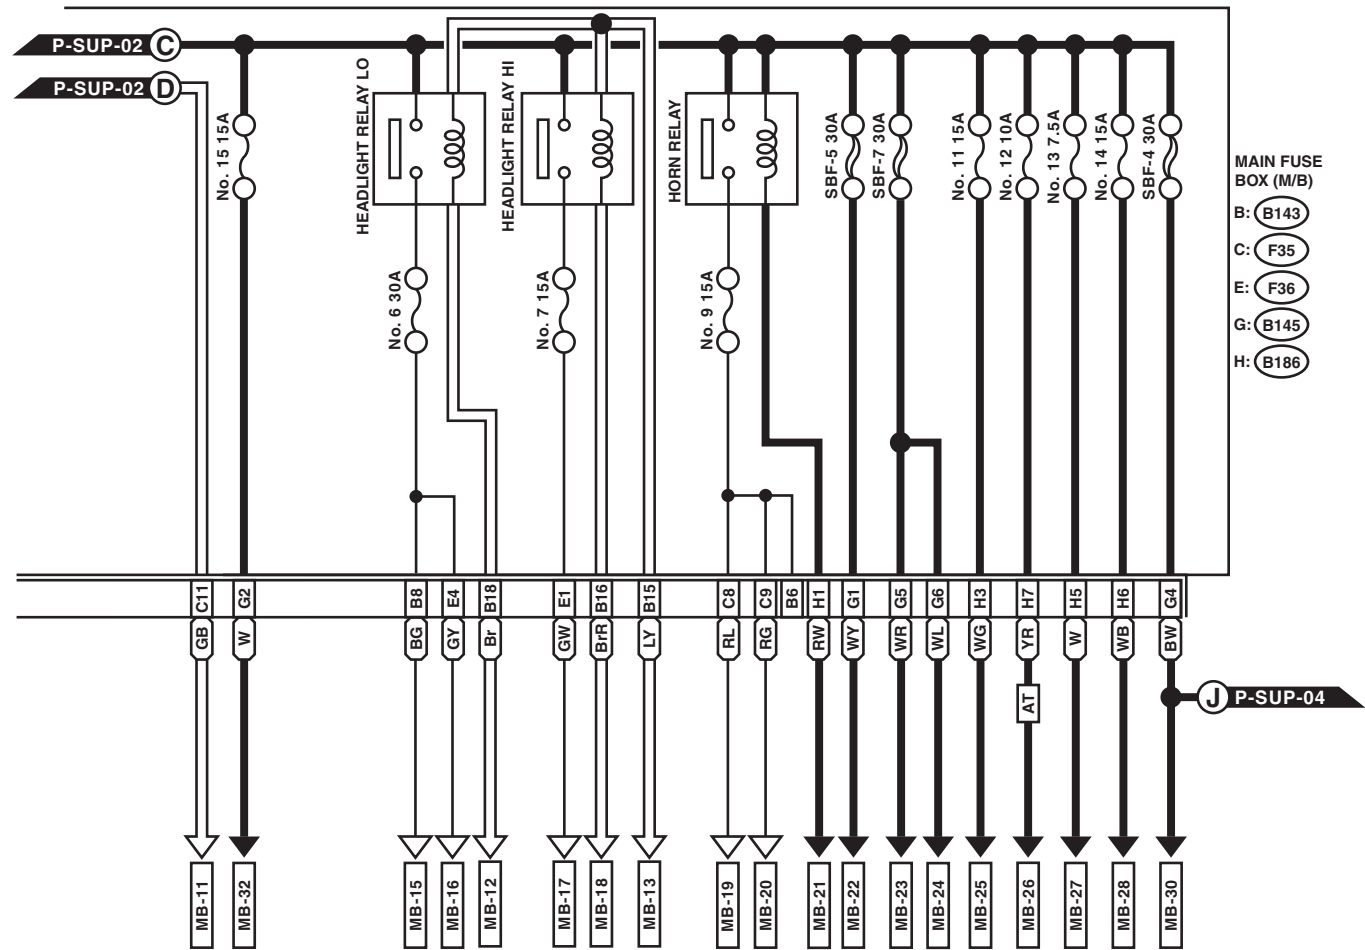 P-SUP-02 C
P-SUP-02 D
No. 15 15A
HEADLIGHT RELAY LO
HEADLIGHT RELAY HI
HORN RELAY
SBF-5 30A
SBF-7 30A
No. 11 15A
No. 12 10A
No. 13 7.5A
No. 14 15A
SBF-4 30A
MAIN FUSE
BOX (M/B)
B: B143
C: F35
E: F36
G: B145
H: B186
No. 6 30A
No. 7 15A
No. 9 15A
C11 G2 B8 E4 B18 E1 B16 B15 C8 C9 B6 H1 G1 G5 G6 H3 H7 H5 H6 G4
GB W BG GY Br GW BrR LY RL RG RW WY WR WL WG YR W WB BW
AT
J P-SUP-04
MB-11 MB-32 MB-15 MB-16 MB-12 MB-17 MB-18 MB-13 MB-19 MB-20 MB-21 MB-22 MB-23 MB-24 MB-25 MB-26 MB-27 MB-28 MB-30